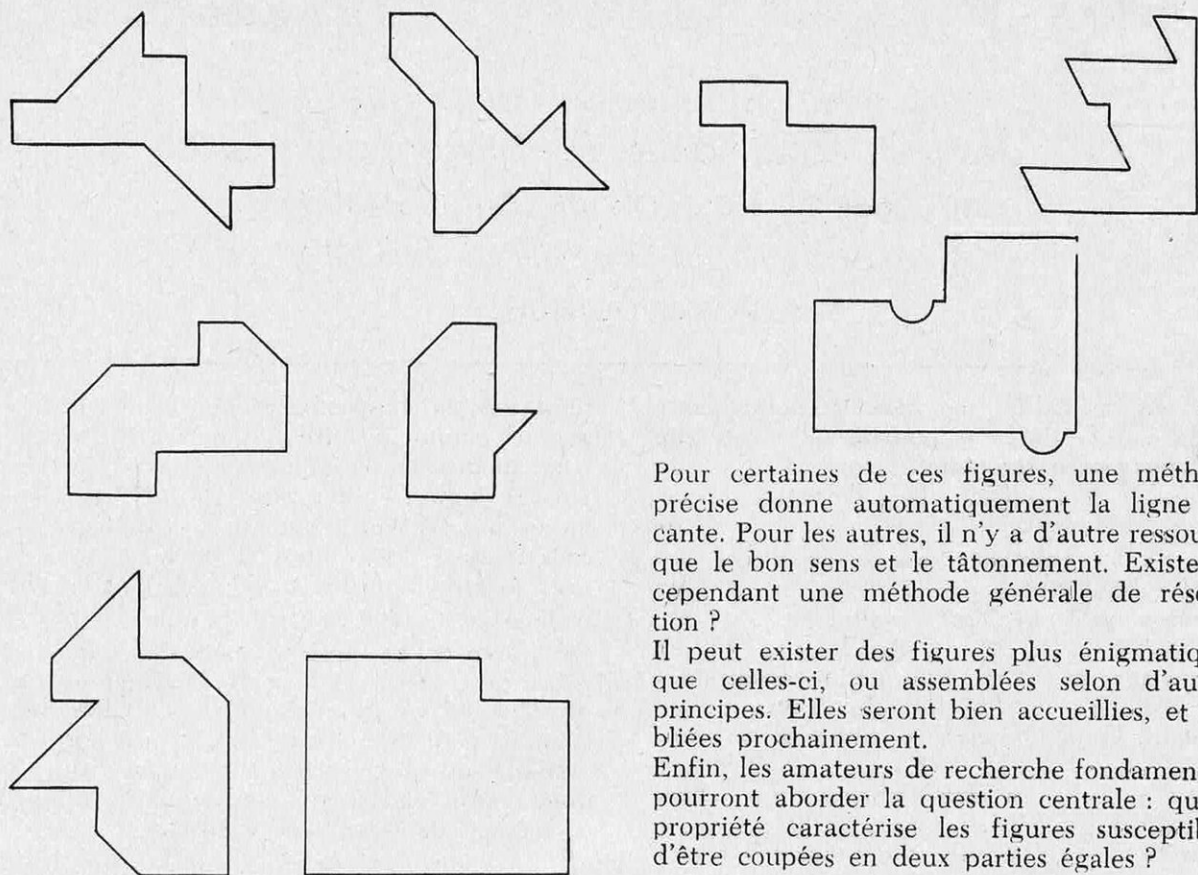 Pour certaines de ces figures, une méth
précise donne automatiquement la ligne
cante. Pour les autres, il n'y a d'autre ressou
que le bon sens et le tâtonnement. Existe
cependant une méthode générale de rés
tion ?
Il peut exister des figures plus énigmatiq
que celles-ci, ou assemblées selon d'au
principes. Elles seront bien accueillies, et
bliées prochainement.
Enfin, les amateurs de recherche fondamen
pourront aborder la question centrale : qu
propriété caractérise les figures susceptil
d'être coupées en deux parties égales ?